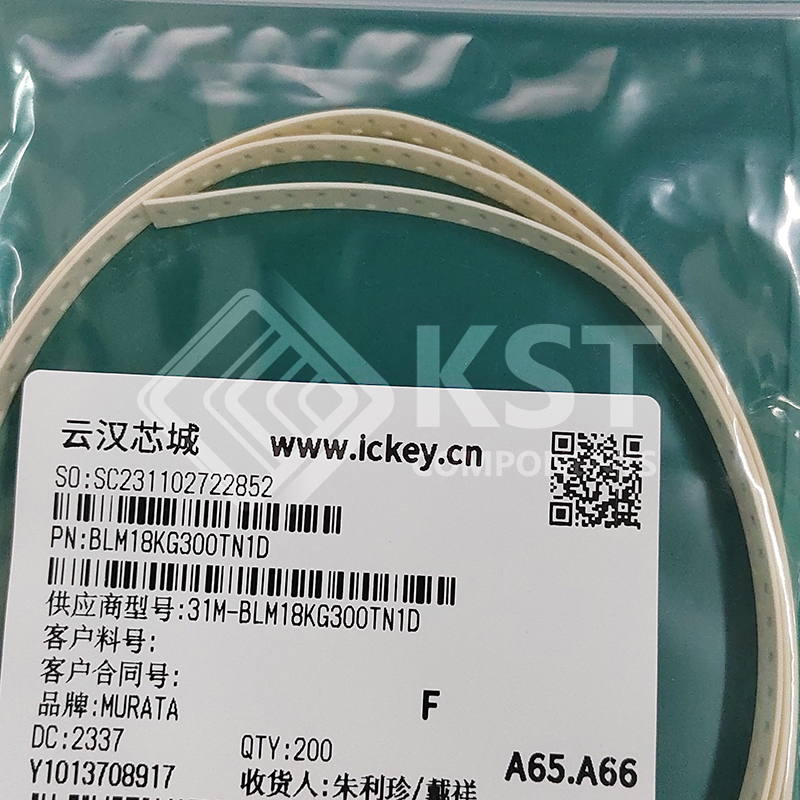 KST
COMPONENTS
云汉芯城 www.ickey.cn
SO:SC231102722852
PN:BLM18KG300TN1D
供应商型号:31M-BLM18KG300TN1D
客户料号:
客户合同号:
品牌:MURATA F
DC:2337 QTY:200 A65.A66
Y1013708917 收货人:朱利珍/戴祥